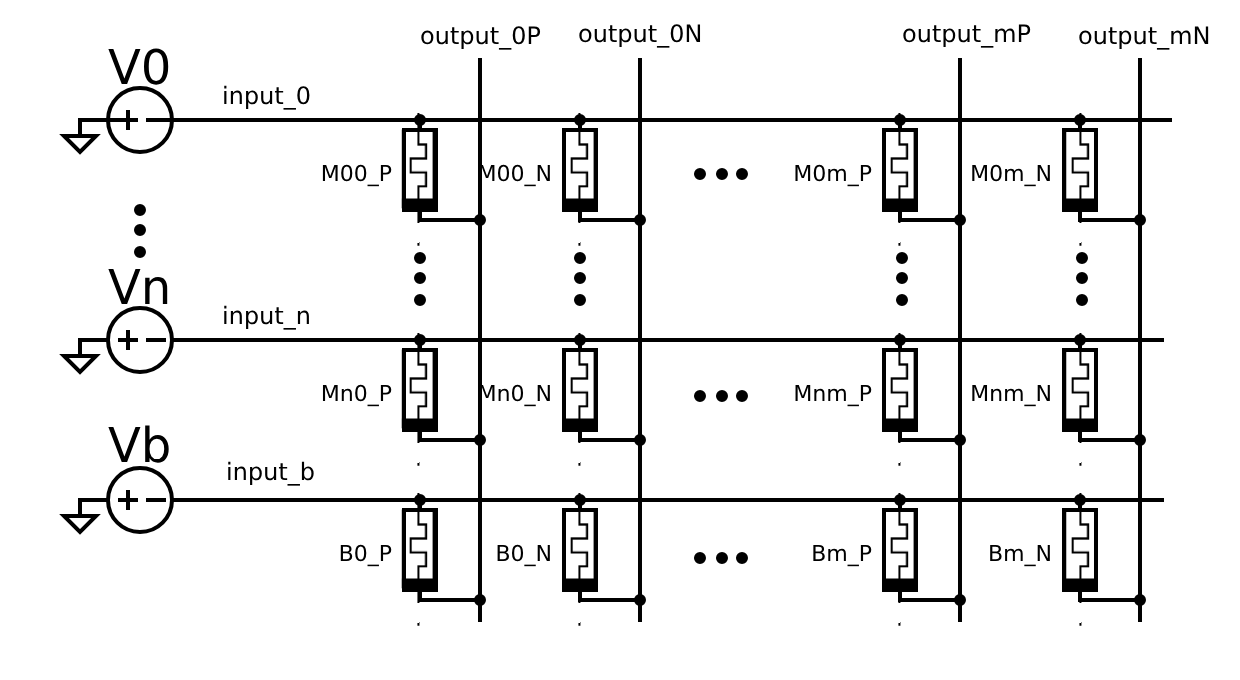 output_0P output_0N output_mP output_mN
V0
input_0
M00_P M00_N M0m_P M0m_N
Vn
input_n
Mn0_P Mn0_N Mnm_P Mnm_N
Vb
input_b
B0_P B0_N Bm_P Bm_N